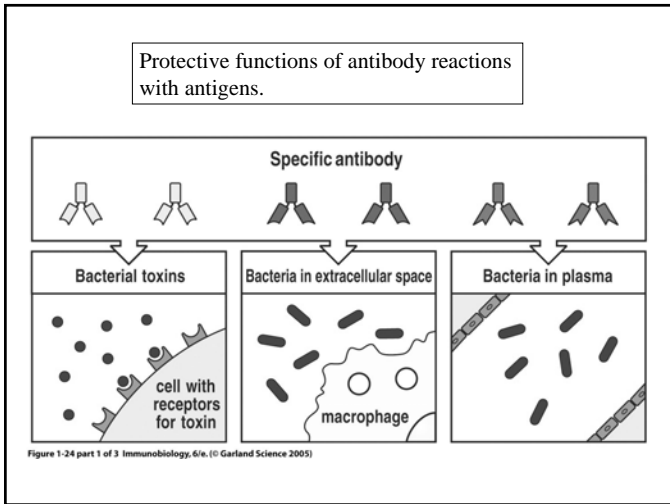 Protective functions of antibody reactions
with antigens.
Specific antibody
Bacterial toxins
Bacteria in extracellular space
Bacteria in plasma
cell with
receptors
for toxin
macrophage
Figure 1-24 part 1 of 3 Immunobiology, 6/e. (© Garland Science 2005)